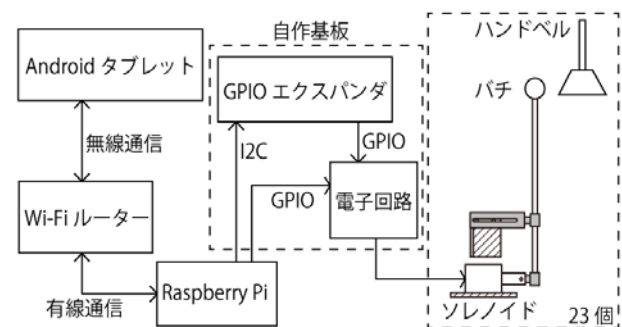 自作基板
ハンドベル
Android タブレット
GPIO エクスパンダ
バチ
無線通信
I2C
GPIO
GPIO
電子回路
Wi-Fi ルーター
有線通信
Raspberry Pi
ソレノイド
23 個